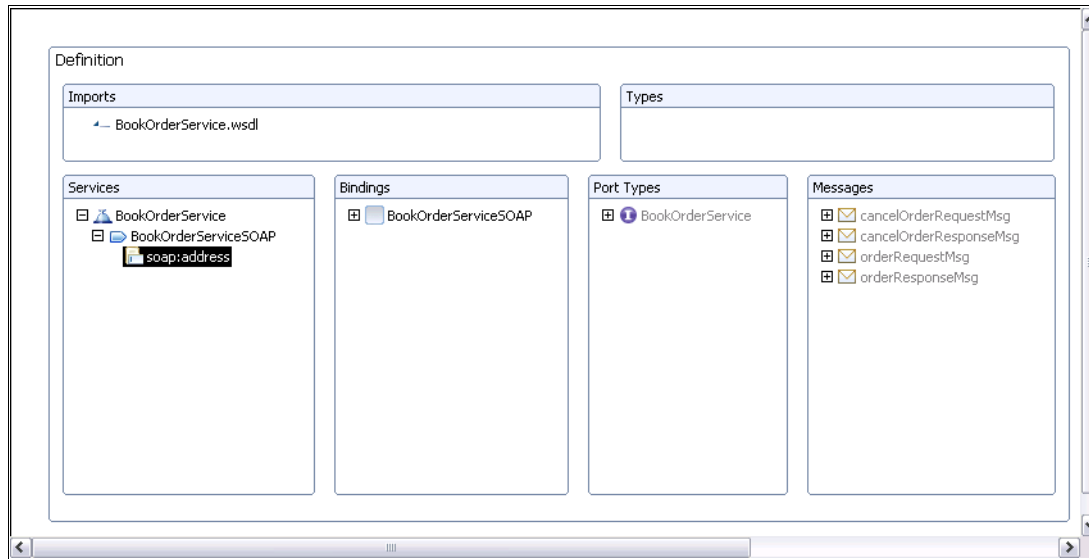 Definition
Imports
BookOrderService.wsdl
Types
Services
BookOrderService
BookOrderServiceSOAP
soap:address
Bindings
BookOrderServiceSOAP
Port Types
BookOrderService
Messages
cancelOrderRequestMsg
cancelOrderResponseMsg
orderRequestMsg
orderResponseMsg